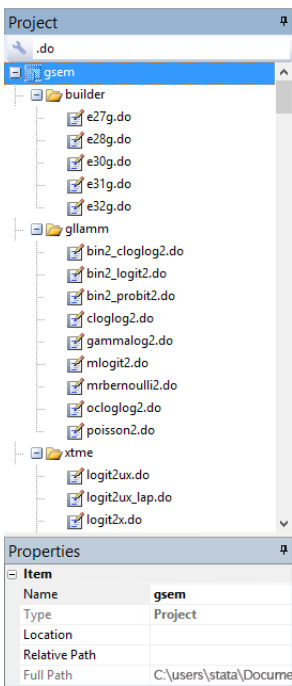 Project
.do
gsem
builder
e27g.do
e28g.do
e30g.do
e31g.do
e32g.do
gllamm
bin2_cloglog2.do
bin2_logit2.do
bin2_probit2.do
cloglog2.do
gammalog2.do
mlogit2.do
mrbernoulli2.do
ocloglog2.do
poisson2.do
xtme
logit2ux.do
logit2ux_lap.do
logit2x.do
Properties
Item
Name gsem
Type Project
Location
Relative Path
Full Path C:\users\stata\Docume